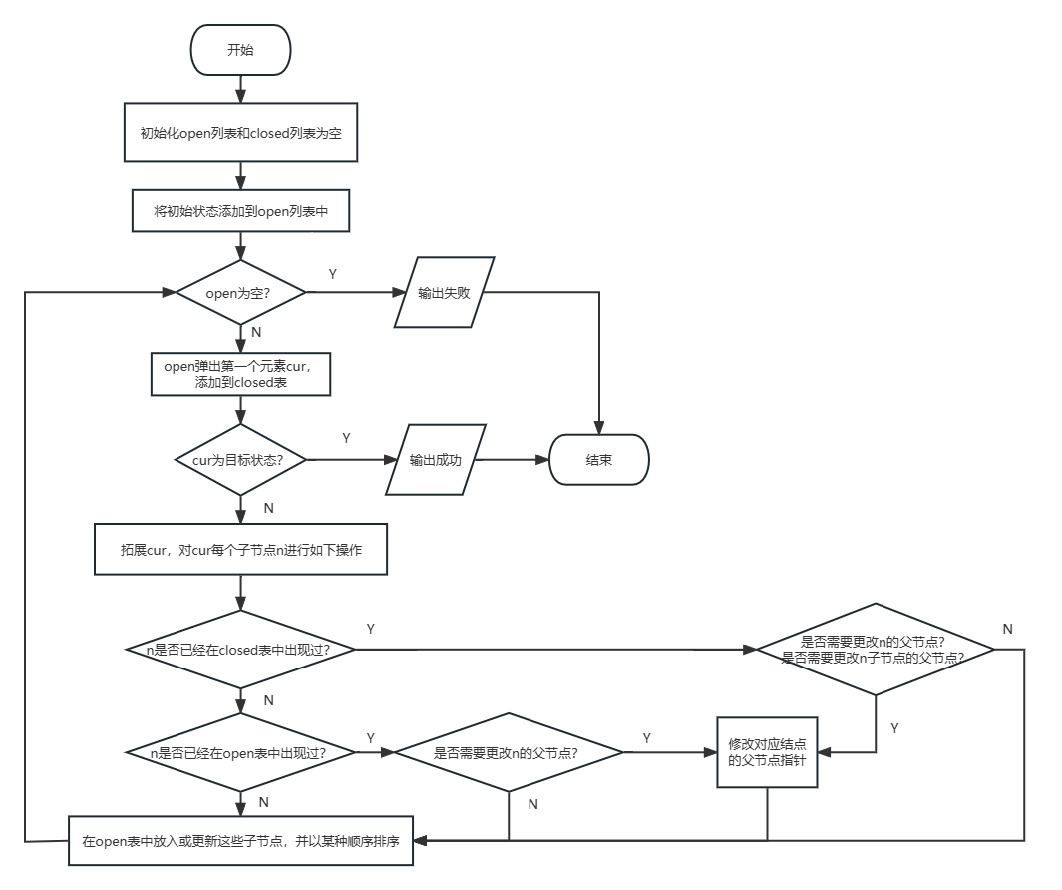 开始
初始化open列表和closed列表为空
将初始状态添加到open列表中
open为空?
Y
输出失败
N
open弹出第一个元素cur，
添加到closed表
cur为目标状态?
Y
输出成功
结束
N
拓展cur，对cur每个子节点n进行如下操作
n是否已经在closed表中出现过?
Y
是否需要更改n的父节点?
是否需要更改n子节点的父节点?
N
N
Y
n是否已经在open表中出现过?
Y
是否需要更改n的父节点?
Y
修改对应结点
的父节点指针
N
N
在open表中放入或更新这些子节点，并以某种顺序排序